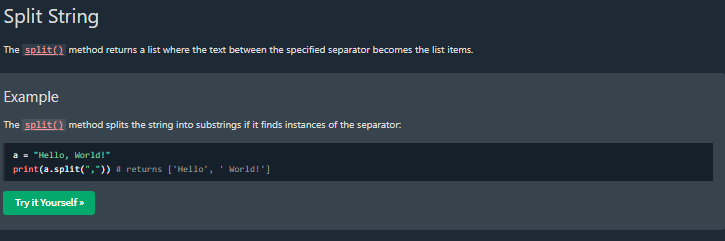 Split String
The split() method returns a list where the text between the specified separator becomes the list items.
Example
The split() method splits the string into substrings if it finds instances of the separator:
a = "Hello, World!"
print(a.split(",")) # returns ['Hello', ' World!']
Try it Yourself »